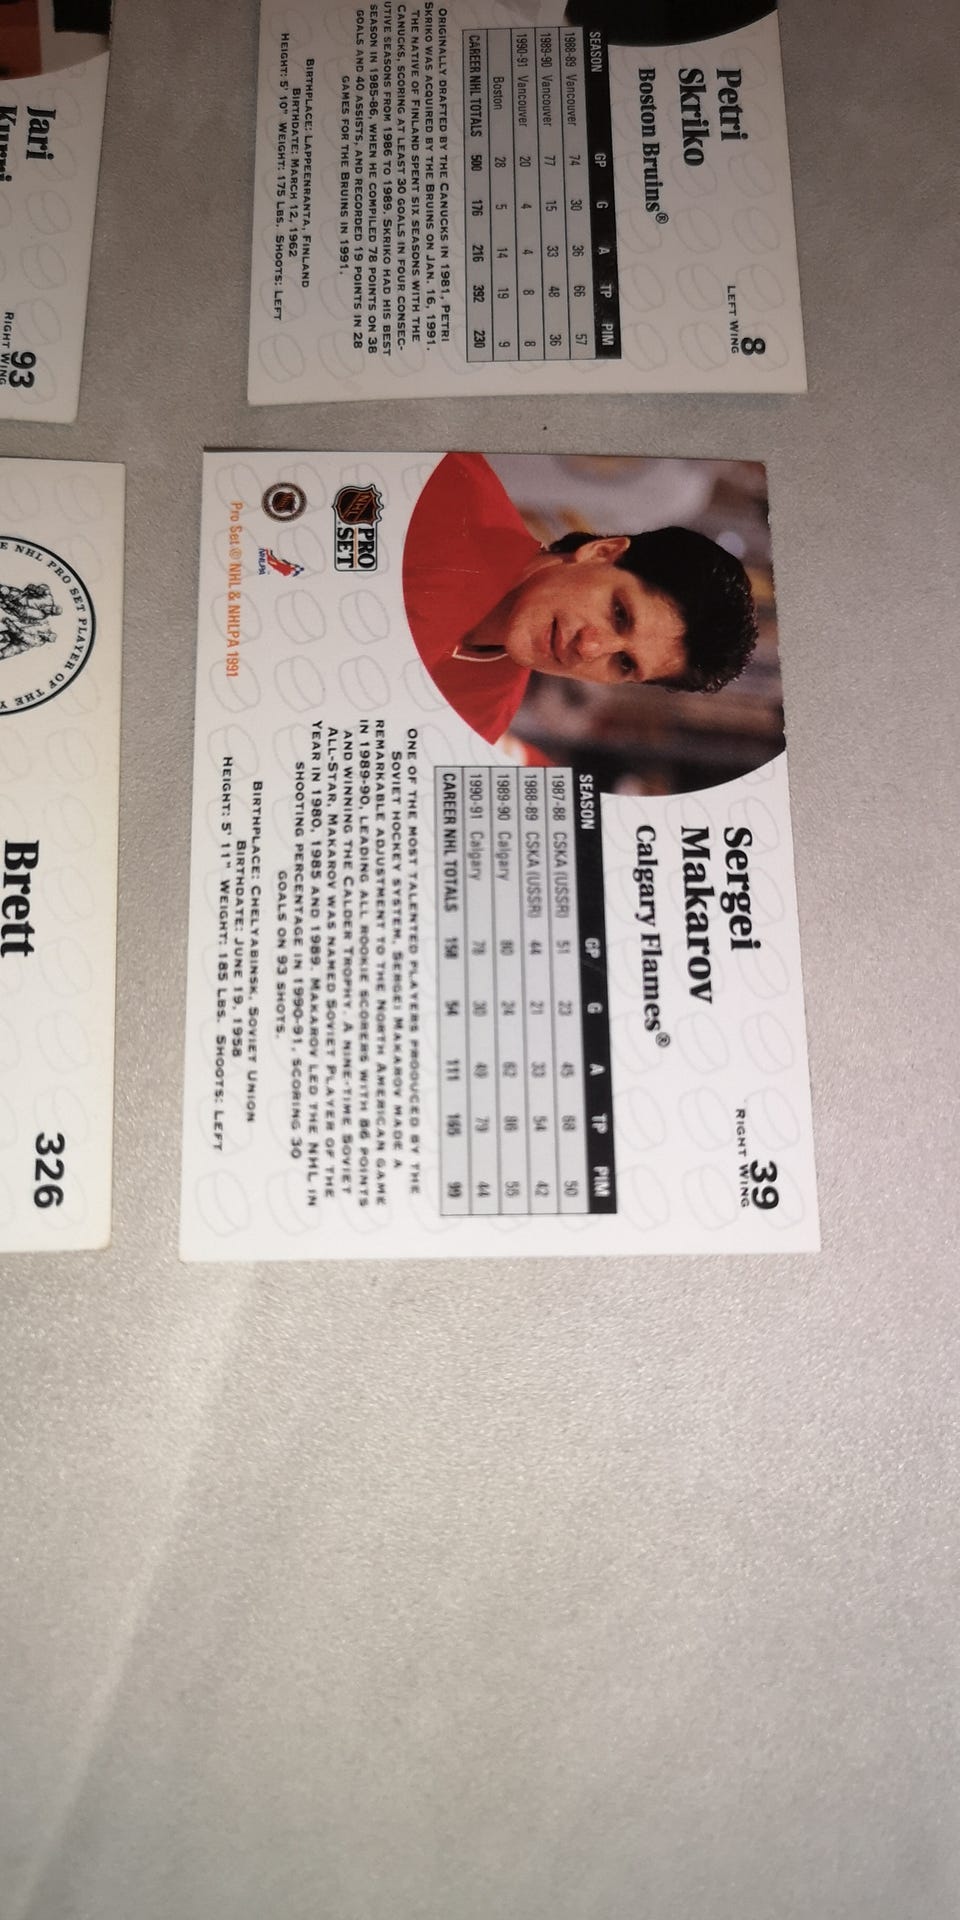 Petri
Skriko
Boston Bruins®
8
LEFT WING
SEASON GP G A TP PIM
1988-89 Vancouver 74 30 36 66 57
1989-90 Vancouver 77 15 33 48 36
1990-91 Vancouver 20 4 4 8 8
Boston 28 5 14 19 9
CAREER NHL TOTALS 500 176 216 392 230
ORIGINALLY DRAFTED BY THE CANUCKS IN 1981, PETRI
SKRIKO WAS ACQUIRED BY THE BRUINS ON JAN. 16, 1991.
THE NATIVE OF FINLAND SPENT SIX SEASONS WITH THE
CANUCKS, SCORING AT LEAST 30 GOALS IN FOUR CONSEC-
UTIVE SEASONS FROM 1986 TO 1989. SKRIKO HAD HIS BEST
SEASON IN 1985-86, WHEN HE COMPILED 78 POINTS ON 38
GOALS AND 40 ASSISTS, AND RECORDED 19 POINTS IN 28
GAMES FOR THE BRUINS IN 1991.
BIRTHPLACE: LAPPEENRANTA, FINLAND
BIRTHDATE: MARCH 12, 1962
HEIGHT: 5' 10" WEIGHT: 175 LBS. SHOOTS: LEFT
Sergei
Makarov
Calgary Flames®
39
RIGHT WING
SEASON GP G A TP PIM
1987-88 CSKA (USSR) 51 23 45 68 50
1988-89 CSKA (USSR) 44 21 33 54 42
1989-90 Calgary 80 24 62 86 55
1990-91 Calgary 78 30 49 79 44
CAREER NHL TOTALS 158 54 111 165 99
ONE OF THE MOST TALENTED PLAYERS PRODUCED BY THE
SOVIET HOCKEY SYSTEM, SERGEI MAKAROV MADE A
REMARKABLE ADJUSTMENT TO THE NORTH AMERICAN GAME
IN 1989-90, LEADING ALL ROOKIE SCORERS WITH 86 POINTS
AND WINNING THE CALDER TROPHY. A NINE-TIME SOVIET
ALL-STAR, MAKAROV WAS NAMED SOVIET PLAYER OF THE
YEAR IN 1980, 1985 AND 1989. MAKAROV LED THE NHL IN
SHOOTING PERCENTAGE IN 1990-91, SCORING 30
GOALS ON 93 SHOTS.
BIRTHPLACE: CHELYABINSK, SOVIET UNION
BIRTHDATE: JUNE 19, 1958
HEIGHT: 5' 11" WEIGHT: 185 LBS. SHOOTS: LEFT
NHL PRO
SET
NHLPA
Pro Set © NHL & NHLPA 1991
Jari
Kurri
93
RIGHT WING
E NHL PRO SET PLAYER OF THE Y
Brett
326